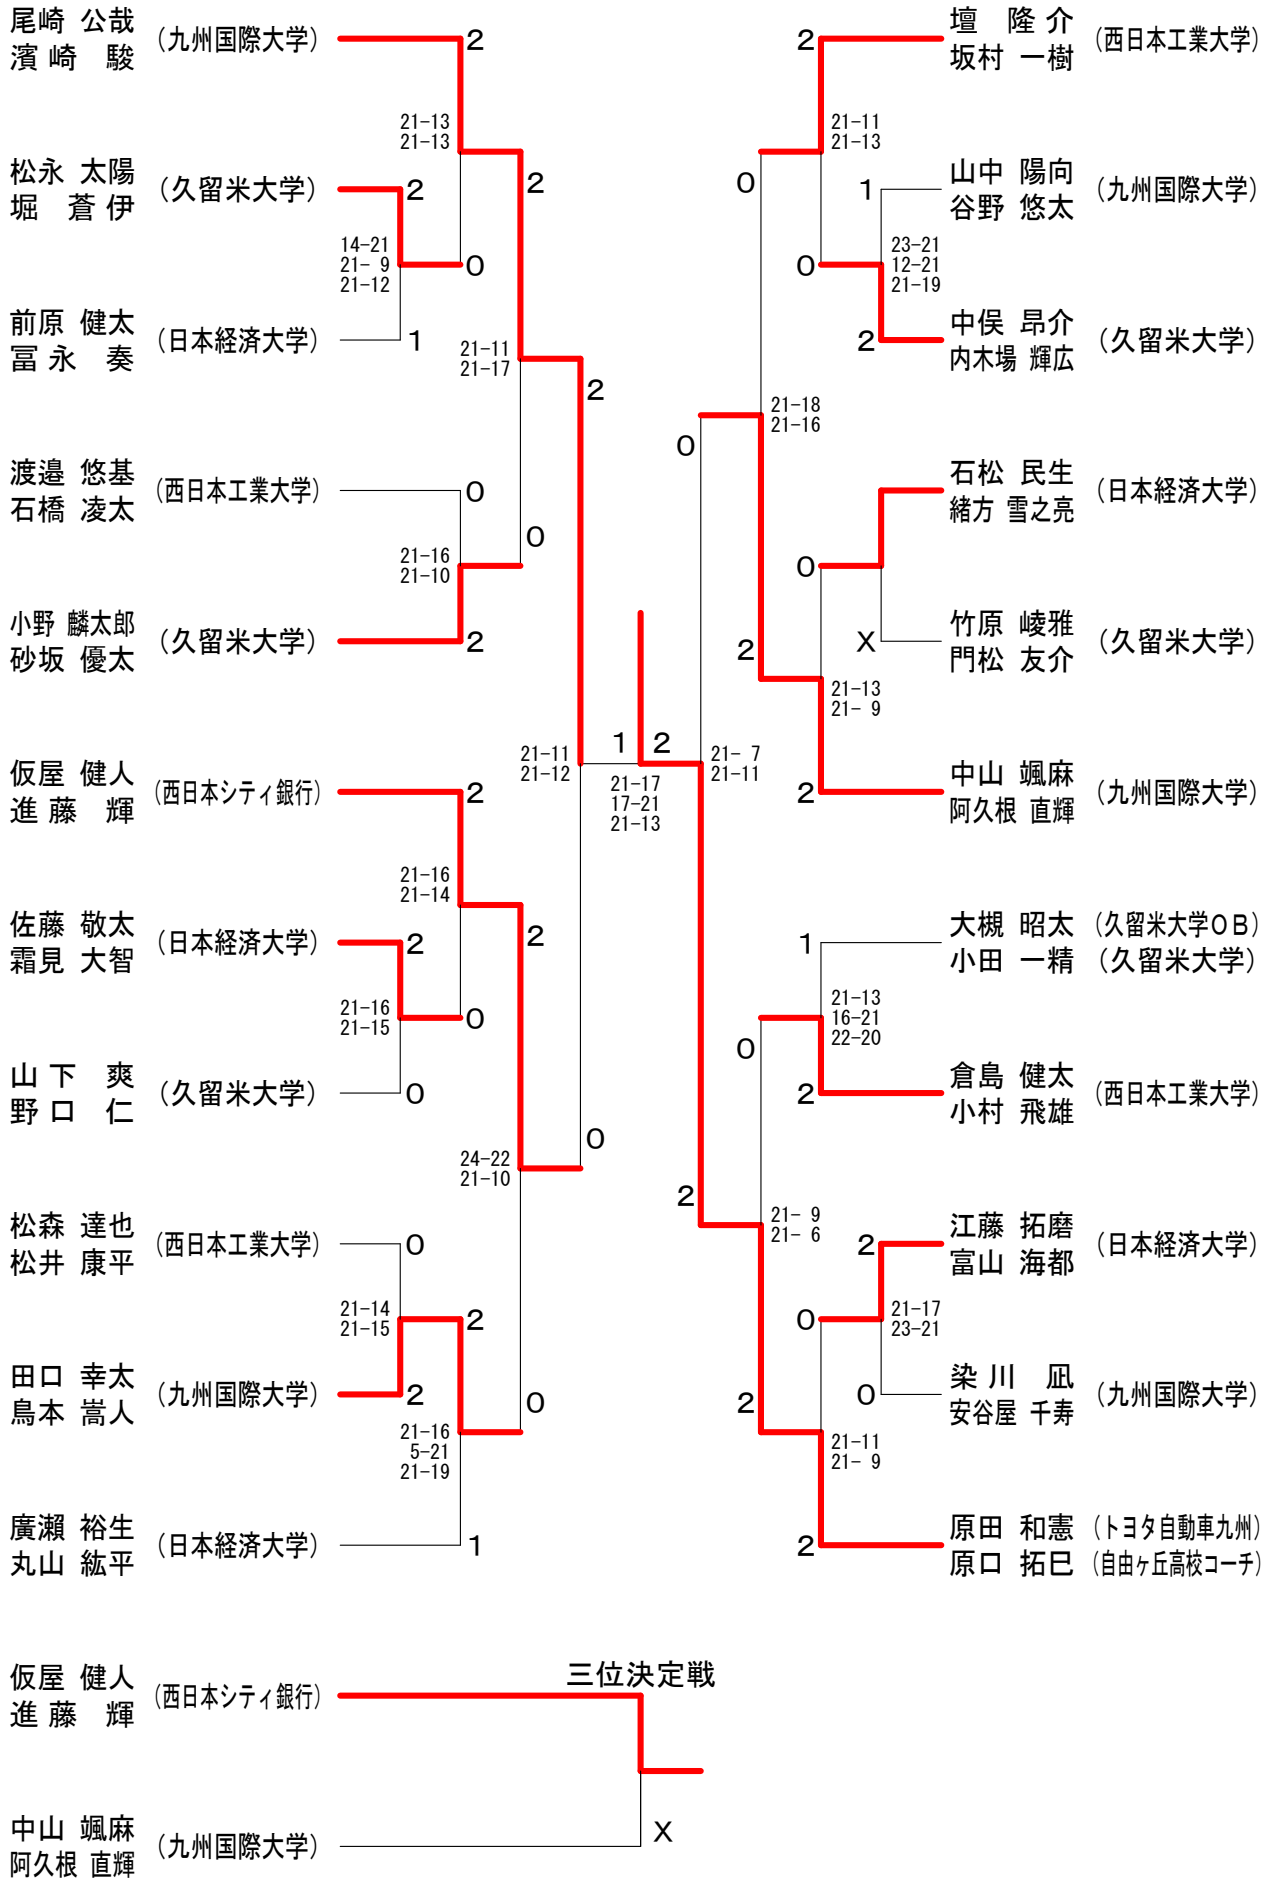 尾崎 公哉
濱崎 駿
(九州国際大学)
2
21-13
21-13
松永 太陽
堀 蒼伊
(久留米大学)
2
2
14-21
21- 9
21-12
0
前原 健太
冨永 奏
(日本経済大学)
1
21-11
21-17
2
渡邉 悠基
石橋 凌太
(西日本工業大学)
0
21-16
21-10
0
小野 麟太郎
砂坂 優太
(久留米大学)
2
21-11
21-12
仮屋 健人
進藤 輝
(西日本シティ銀行)
2
21-16
21-14
佐藤 敬太
霜見 大智
(日本経済大学)
2
2
21-16
21-15
0
山下 爽
野口 仁
(久留米大学)
0
24-22
21-10
0
松森 達也
松井 康平
(西日本工業大学)
0
21-14
21-15
2
田口 幸太
鳥本 嵩人
(九州国際大学)
2
0
21-16
5-21
21-19
廣瀬 裕生
丸山 紘平
(日本経済大学)
1
1
2
21-17
17-21
21-13
2
壇 隆介
坂村 一樹
(西日本工業大学)
21-11
21-13
0
1
山中 陽向
谷野 悠太
(九州国際大学)
0
23-21
12-21
21-19
2
中俣 昂介
内木場 輝広
(久留米大学)
0
21-18
21-16
石松 民生
緒方 雪之亮
(日本経済大学)
0
2
X
竹原 崚雅
門松 友介
(久留米大学)
21-13
21- 9
21- 7
21-11
2
中山 颯麻
阿久根 直輝
(九州国際大学)
1
大槻 昭太
小田 一精
(久留米大学OB)
(久留米大学)
21-13
16-21
22-20
0
2
倉島 健太
小村 飛雄
(西日本工業大学)
2
21- 9
21- 6
2
江藤 拓磨
富山 海都
(日本経済大学)
0
21-17
23-21
2
0
染川 凪
安谷屋 千寿
(九州国際大学)
21-11
21- 9
2
原田 和憲
原口 拓巳
(トヨタ自動車九州)
(自由ヶ丘高校コーチ)
三位決定戦
仮屋 健人
進藤 輝
(西日本シティ銀行)
中山 颯麻
阿久根 直輝
(九州国際大学)
X